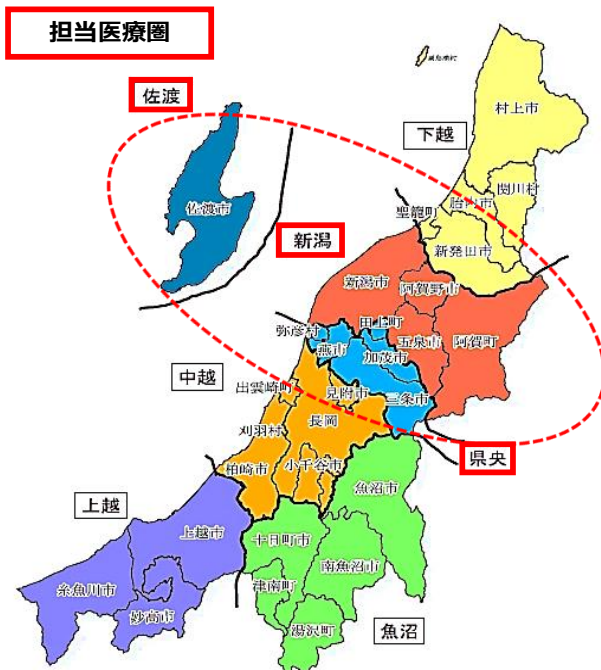 担当医療圏
佐渡
粟島浦村
村上市
下越
関川村
胎内市
聖籠町
佐渡市
新発田市
新潟
新潟市
阿賀野市
田上町
弥彦村
燕市
五泉市
阿賀町
加茂市
中越
出雲崎町
見附市
三条市
長岡
刈羽村
県央
柏崎市
小千谷市
魚沼市
上越
上越市
十日町市
南魚沼市
糸魚川市
津南町
妙高市
湯沢町
魚沼